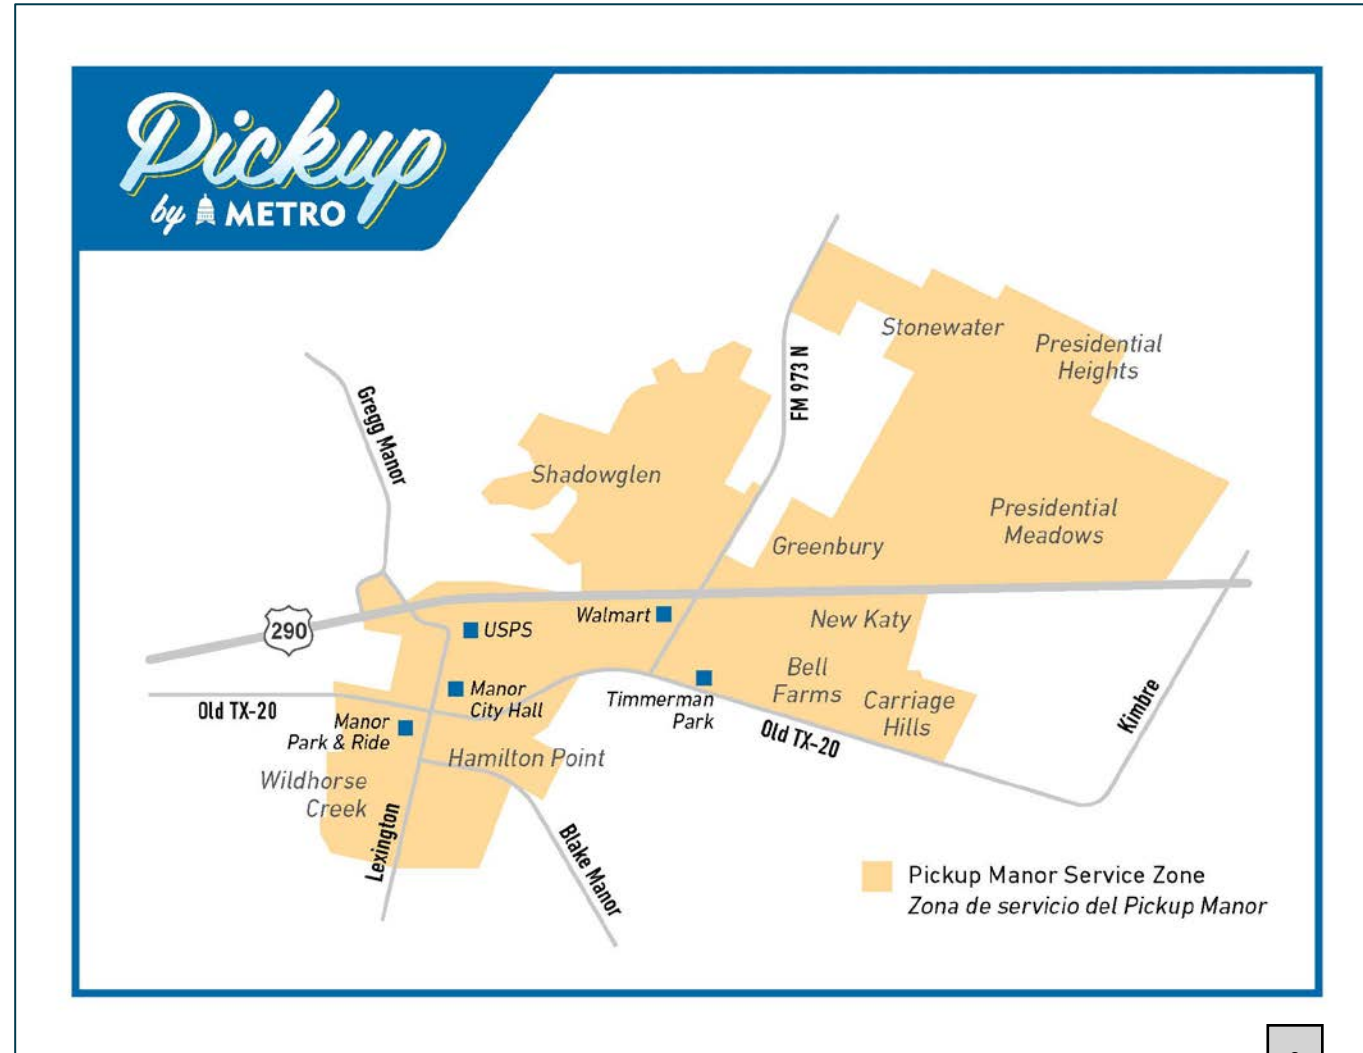 Pickup
by METRO
Stonewater
Presidential
Heights
FM 973 N
Gregg Manor
Shadowglen
Presidential
Meadows
Greenbury
290
USPS
Walmart
New Katy
Bell
Farms
Carriage
Hills
Manor
City Hall
Timmerman
Park
Kimbre
Old TX-20
Manor
Park & Ride
Old TX-20
Hamilton Point
Wildhorse
Creek
Lexington
Blake Manor
Pickup Manor Service Zone
Zona de servicio del Pickup Manor